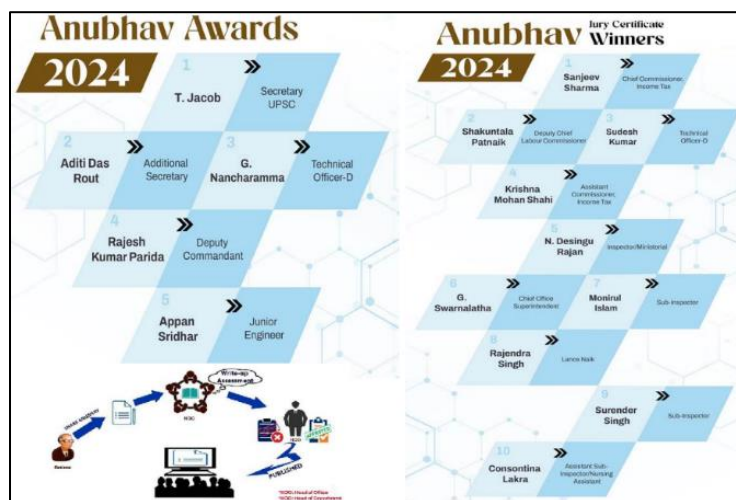 Anubhav Awards
2024
1
T. Jacob
Secretary
UPSC
2
Aditi Das
Rout
Additional
Secretary
3
G.
Nancharamma
Technical
Officer-D
4
Rajesh
Kumar Parida
Deputy
Commandant
5
Appan
Sridhar
Junior
Engineer
Write-up
Assessment
PUBLISHED
Anubhav Jury Certificate
Winners
2024
1
Sanjeev
Sharma
Chief Commissioner,
Income Tax
2
Shakuntala
Patnaik
Deputy Chief
Labour Commissioner
3
Sudesh
Kumar
Technical
Officer-D
4
Krishna
Mohan Shahi
Assistant
Commissioner,
Income Tax
5
N. Desingu
Rajan
Inspector/Ministerial
6
G.
Swarnalatha
Chief Office
Superintendent
7
Monirul
Islam
Sub-Inspector
8
Rajendra
Singh
Lance Naik
9
Surender
Singh
Sub-Inspector
10
Consontina
Lakra
Assistant Sub-
Inspector/Nursing
Assistant